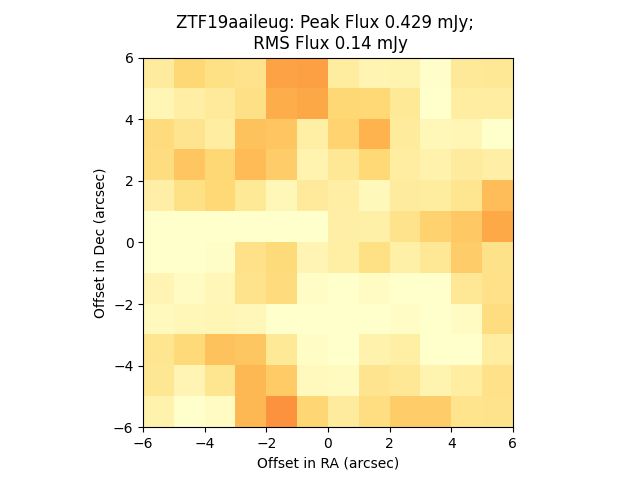 ZTF19aaileug: Peak Flux 0.429 mJy;
RMS Flux 0.14 mJy
6
4
2
0
−2
−4
−6
Offset in Dec (arcsec)
−6 −4 −2 0 2 4 6
Offset in RA (arcsec)